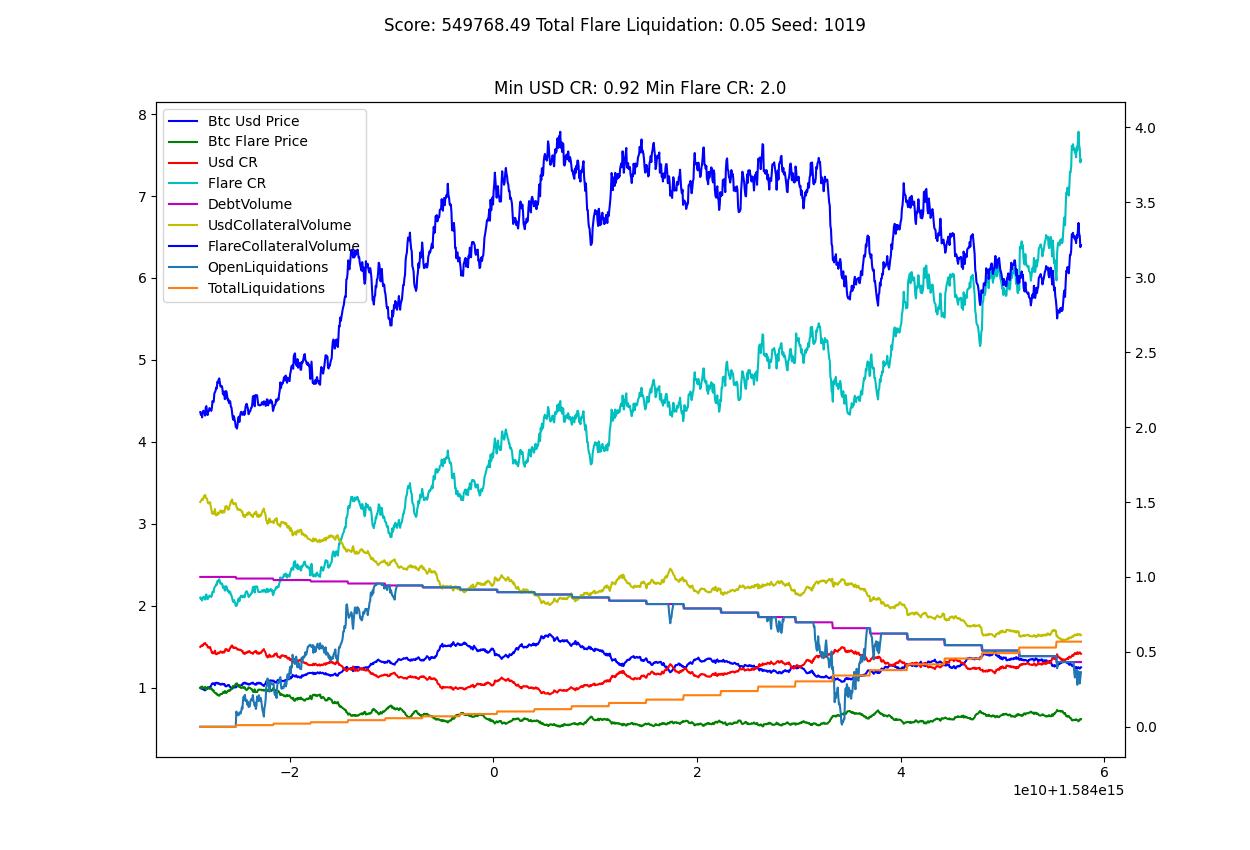 Score: 549768.49 Total Flare Liquidation: 0.05 Seed: 1019
Min USD CR: 0.92 Min Flare CR: 2.0
Btc Usd Price
Btc Flare Price
Usd CR
Flare CR
DebtVolume
UsdCollateralVolume
FlareCollateralVolume
OpenLiquidations
TotalLiquidations
8
7
6
5
4
3
2
1
4.0
3.5
3.0
2.5
2.0
1.5
1.0
0.5
0.0
−2 0 2 4 6
1e10+1.584e15